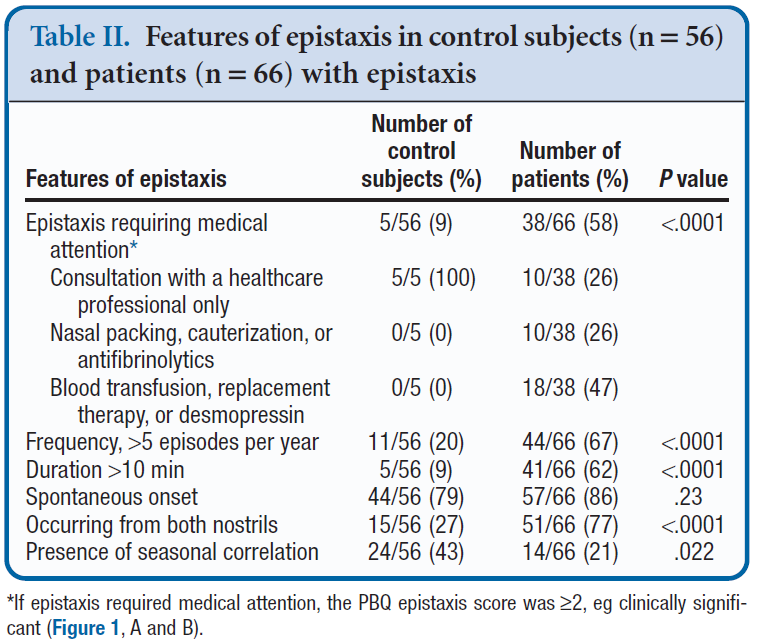 Table II. Features of epistaxis in control subjects (n = 56)
and patients (n = 66) with epistaxis
Number of
control
Number of
Features of epistaxis subjects (%) patients (%) P value
Epistaxis requiring medical 5/56 (9) 38/66 (58) <.0001
attention*
Consultation with a healthcare 5/5 (100) 10/38 (26)
professional only
Nasal packing, cauterization, or 0/5 (0) 10/38 (26)
antifibrinolytics
Blood transfusion, replacement 0/5 (0) 18/38 (47)
therapy, or desmopressin
Frequency, >5 episodes per year 11/56 (20) 44/66 (67) <.0001
Duration >10 min 5/56 (9) 41/66 (62) <.0001
Spontaneous onset 44/56 (79) 57/66 (86) .23
Occurring from both nostrils 15/56 (27) 51/66 (77) <.0001
Presence of seasonal correlation 24/56 (43) 14/66 (21) .022
*If epistaxis required medical attention, the PBQ epistaxis score was ≥2, eg clinically signifi-
cant (Figure 1, A and B).